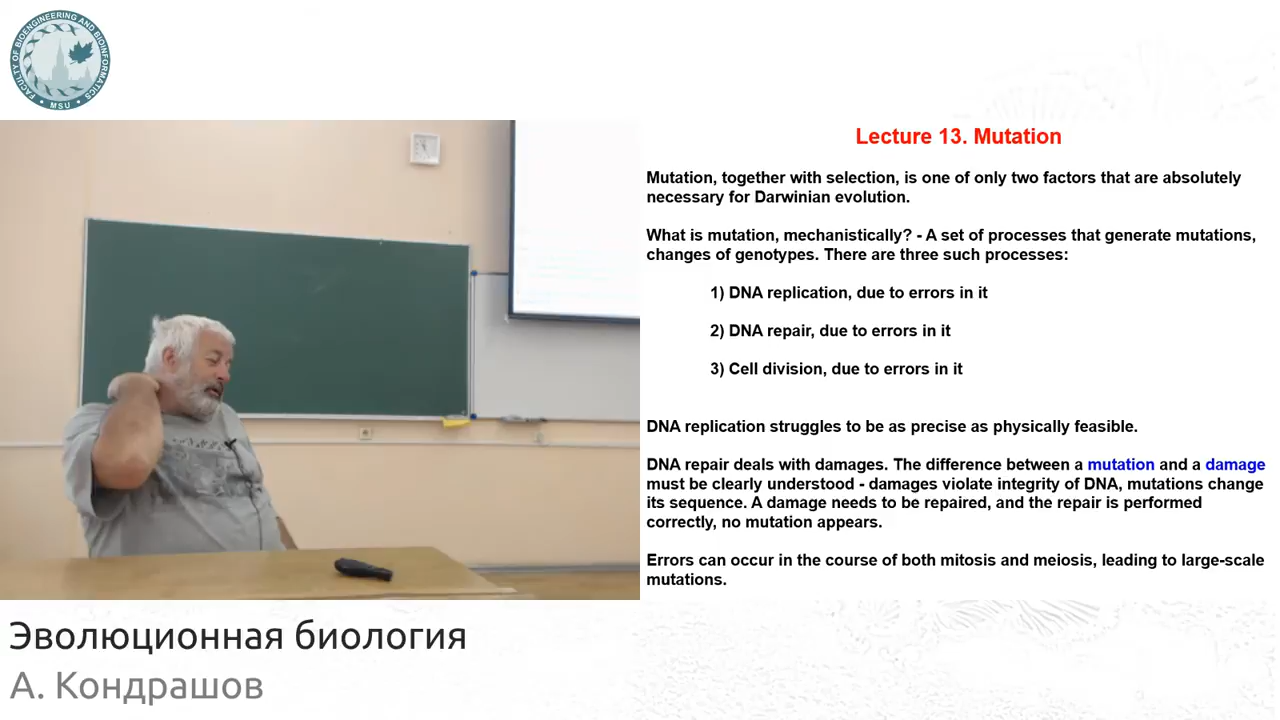 FACULTY OF BIOENGINEERING AND BIOINFORMATICS
• MSU •
Lecture 13. Mutation
Mutation, together with selection, is one of only two factors that are absolutely
necessary for Darwinian evolution.
What is mutation, mechanistically? - A set of processes that generate mutations,
changes of genotypes. There are three such processes:
1) DNA replication, due to errors in it
2) DNA repair, due to errors in it
3) Cell division, due to errors in it
DNA replication struggles to be as precise as physically feasible.
DNA repair deals with damages. The difference between a mutation and a damage
must be clearly understood - damages violate integrity of DNA, mutations change
its sequence. A damage needs to be repaired, and the repair is performed
correctly, no mutation appears.
Errors can occur in the course of both mitosis and meiosis, leading to large-scale
mutations.
Эволюционная биология
А. Кондрашов